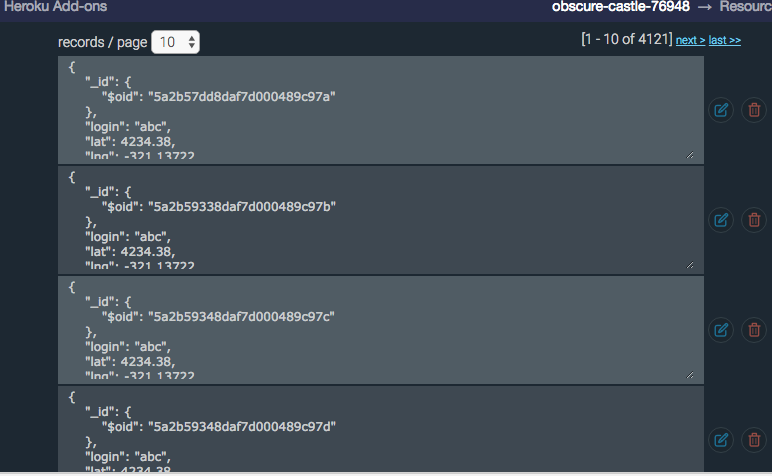 Heroku Add-ons
obscure-castle-76948 → Resourc
records / page 10
[1 - 10 of 4121] next > last >>
{
"_id": {
"$oid": "5a2b57dd8daf7d000489c97a"
},
"login": "abc",
"lat": 4234.38,
"lng": -321.13722
{
"_id": {
"$oid": "5a2b59338daf7d000489c97b"
},
"login": "abc",
"lat": 4234.38,
"lng": -321.13722
{
"_id": {
"$oid": "5a2b59348daf7d000489c97c"
},
"login": "abc",
"lat": 4234.38,
"lng": -321.13722
{
"_id": {
"$oid": "5a2b59348daf7d000489c97d"
},
"login": "abc",
"lat": 4234.38